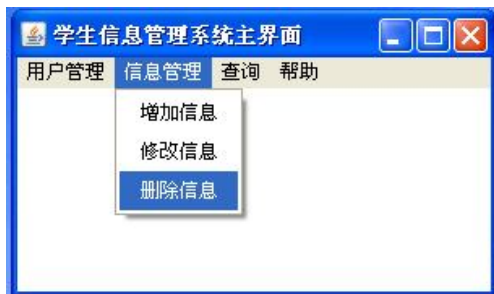 学生信息管理系统主界面
用户管理 信息管理 查询 帮助
增加信息
修改信息
删除信息